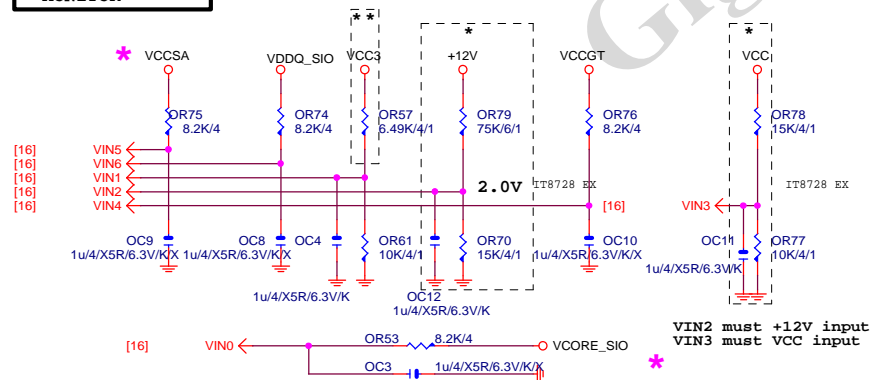 * *
* VCCSA
VDDQ_SIO
VCC3
*
+12V
VCCGT
*
VCC
OR75
8.2K/4
OR74
8.2K/4
OR57
6.49K/4/1
OR79
75K/6/1
OR76
8.2K/4
OR78
15K/4/1
[16] VIN5
[16] VIN6
[16] VIN1
[16] VIN2
[16] VIN4
2.0V
IT8728 EX
[16]
VIN3
IT8728 EX
OC9
1u/4/X5R/6.3V/K/X
OC8
1u/4/X5R/6.3V/K/X
OC4
1u/4/X5R/6.3V/K
OR61
10K/4/1
OC12
1u/4/X5R/6.3V/K
OR70
15K/4/1
OC10
1u/4/X5R/6.3V/K/X
OC11
1u/4/X5R/6.3V/K
OR77
10K/4/1
VIN2 must +12V input
VIN3 must VCC input
*
[16] VIN0
OR53
8.2K/4
VCORE_SIO
OC3
1u/4/X5R/6.3V/K/X